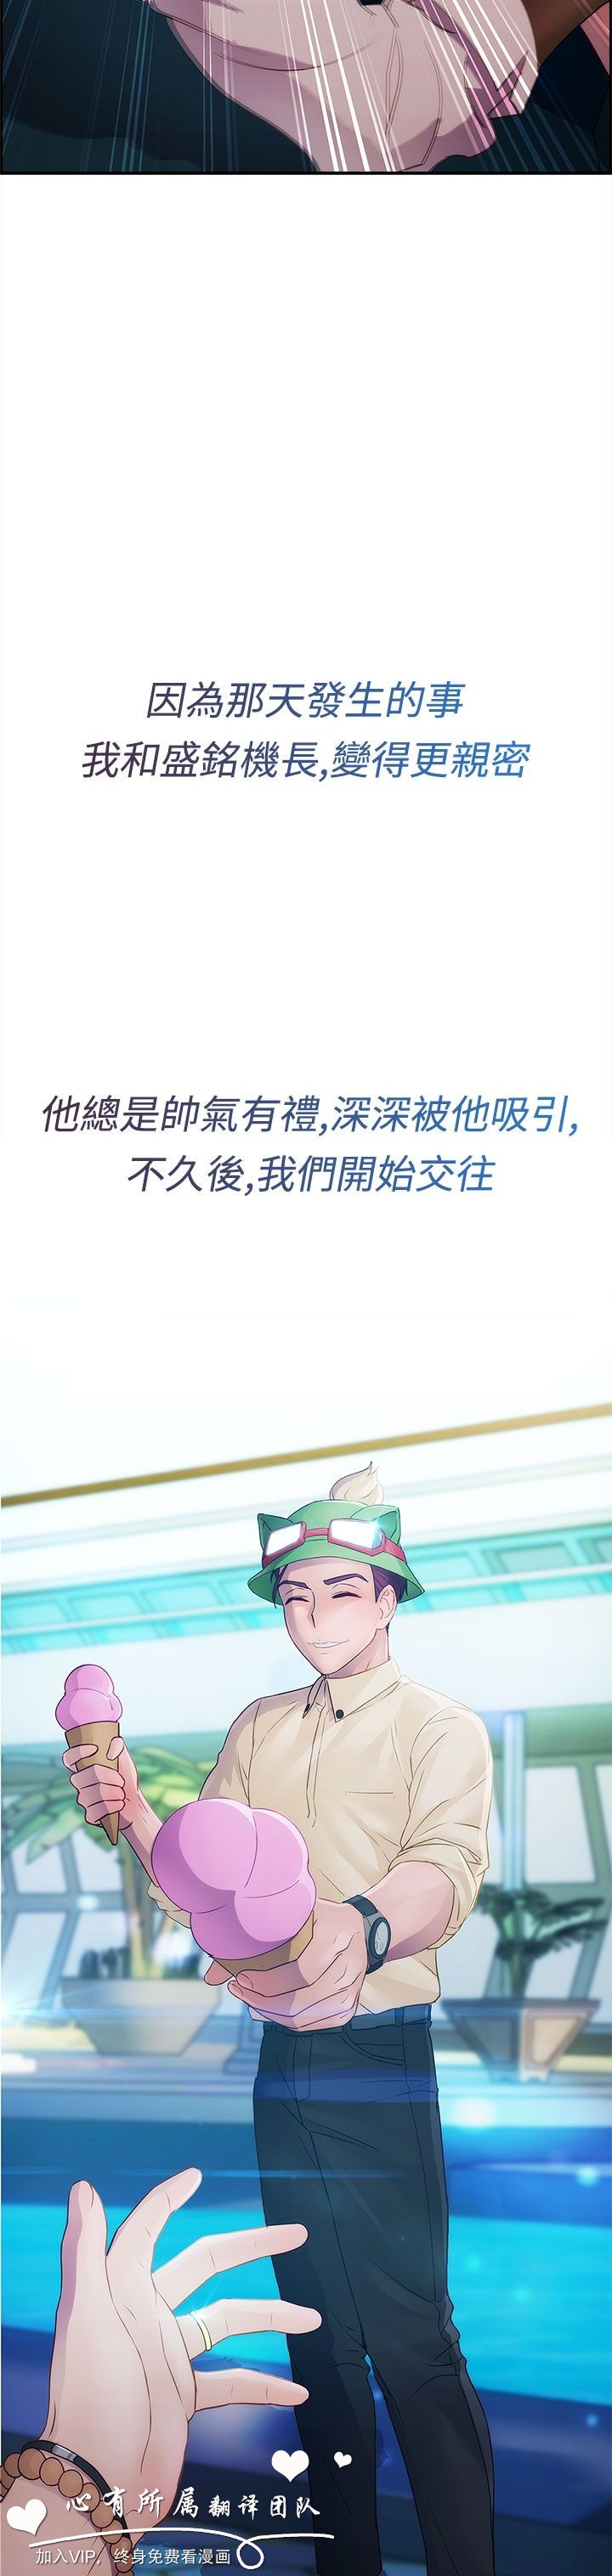 因為那天發生的事
我和盛銘機長,變得更親密
他總是帥氣有禮,深深被他吸引,
不久後,我們開始交往
心有所属翻译团队
加入VIP，终身免费看漫画